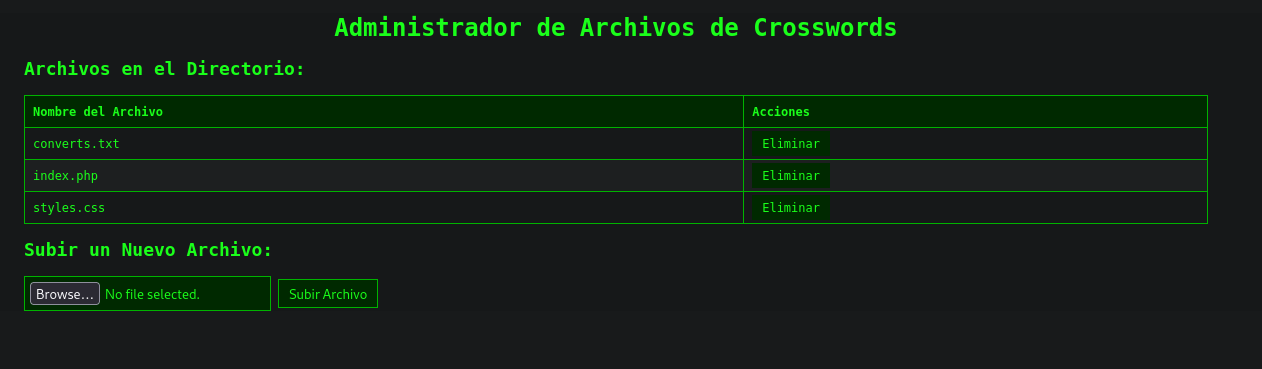 Administrador de Archivos de Crosswords
Archivos en el Directorio:
Nombre del Archivo Acciones
converts.txt Eliminar
index.php Eliminar
styles.css Eliminar
Subir un Nuevo Archivo:
Browse... No file selected. Subir Archivo